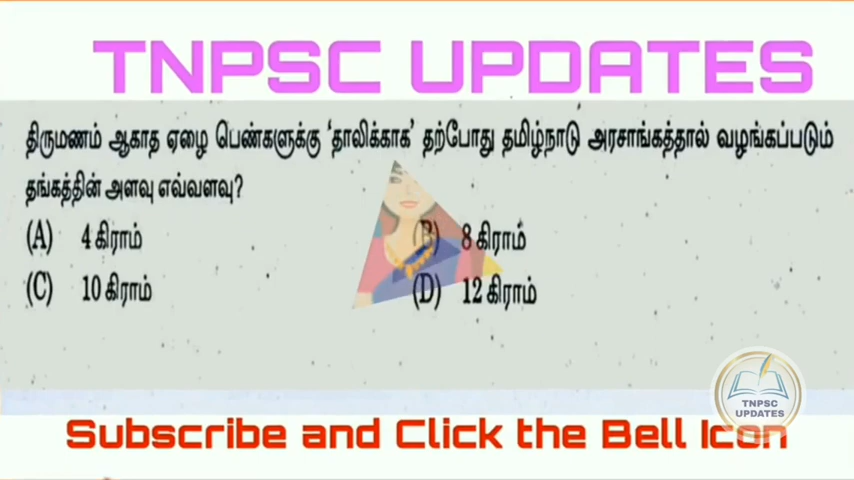 TNPSC UPDATES
திருமணம் ஆகாத ஏழை பெண்களுக்கு 'தாலிக்காக' தற்போது தமிழ்நாடு அரசாங்கத்தால் வழங்கப்படும்
தங்கத்தின் அளவு எவ்வளவு?
(A) 4 கிராம் (B) 8 கிராம்
(C) 10 கிராம் (D) 12 கிராம்
TNPSC
UPDATES
Subscribe and Click the Bell Icon